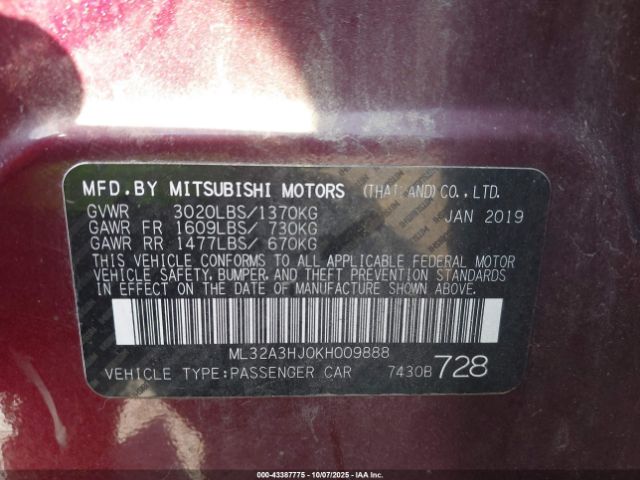 MFD.BY MITSUBISHI MOTORS (THAILAND)CO.,LTD.
GVWR 3020LBS/1370KG JAN 2019
GAWR FR 1609LBS/ 730KG
GAWR RR 1477LBS/ 670KG
THIS VEHICLE CONFORMS TO ALL APPLICABLE FEDERAL MOTOR
VEHICLE SAFETY, BUMPER, AND THEFT PREVENTION STANDARDS
IN EFFECT ON THE DATE OF MANUFACTURE SHOWN ABOVE.
ML32A3HJ0KH009888
VEHICLE TYPE:PASSENGER CAR 7430B 728
000-43387775 - 10/07/2025 - IAA Inc.